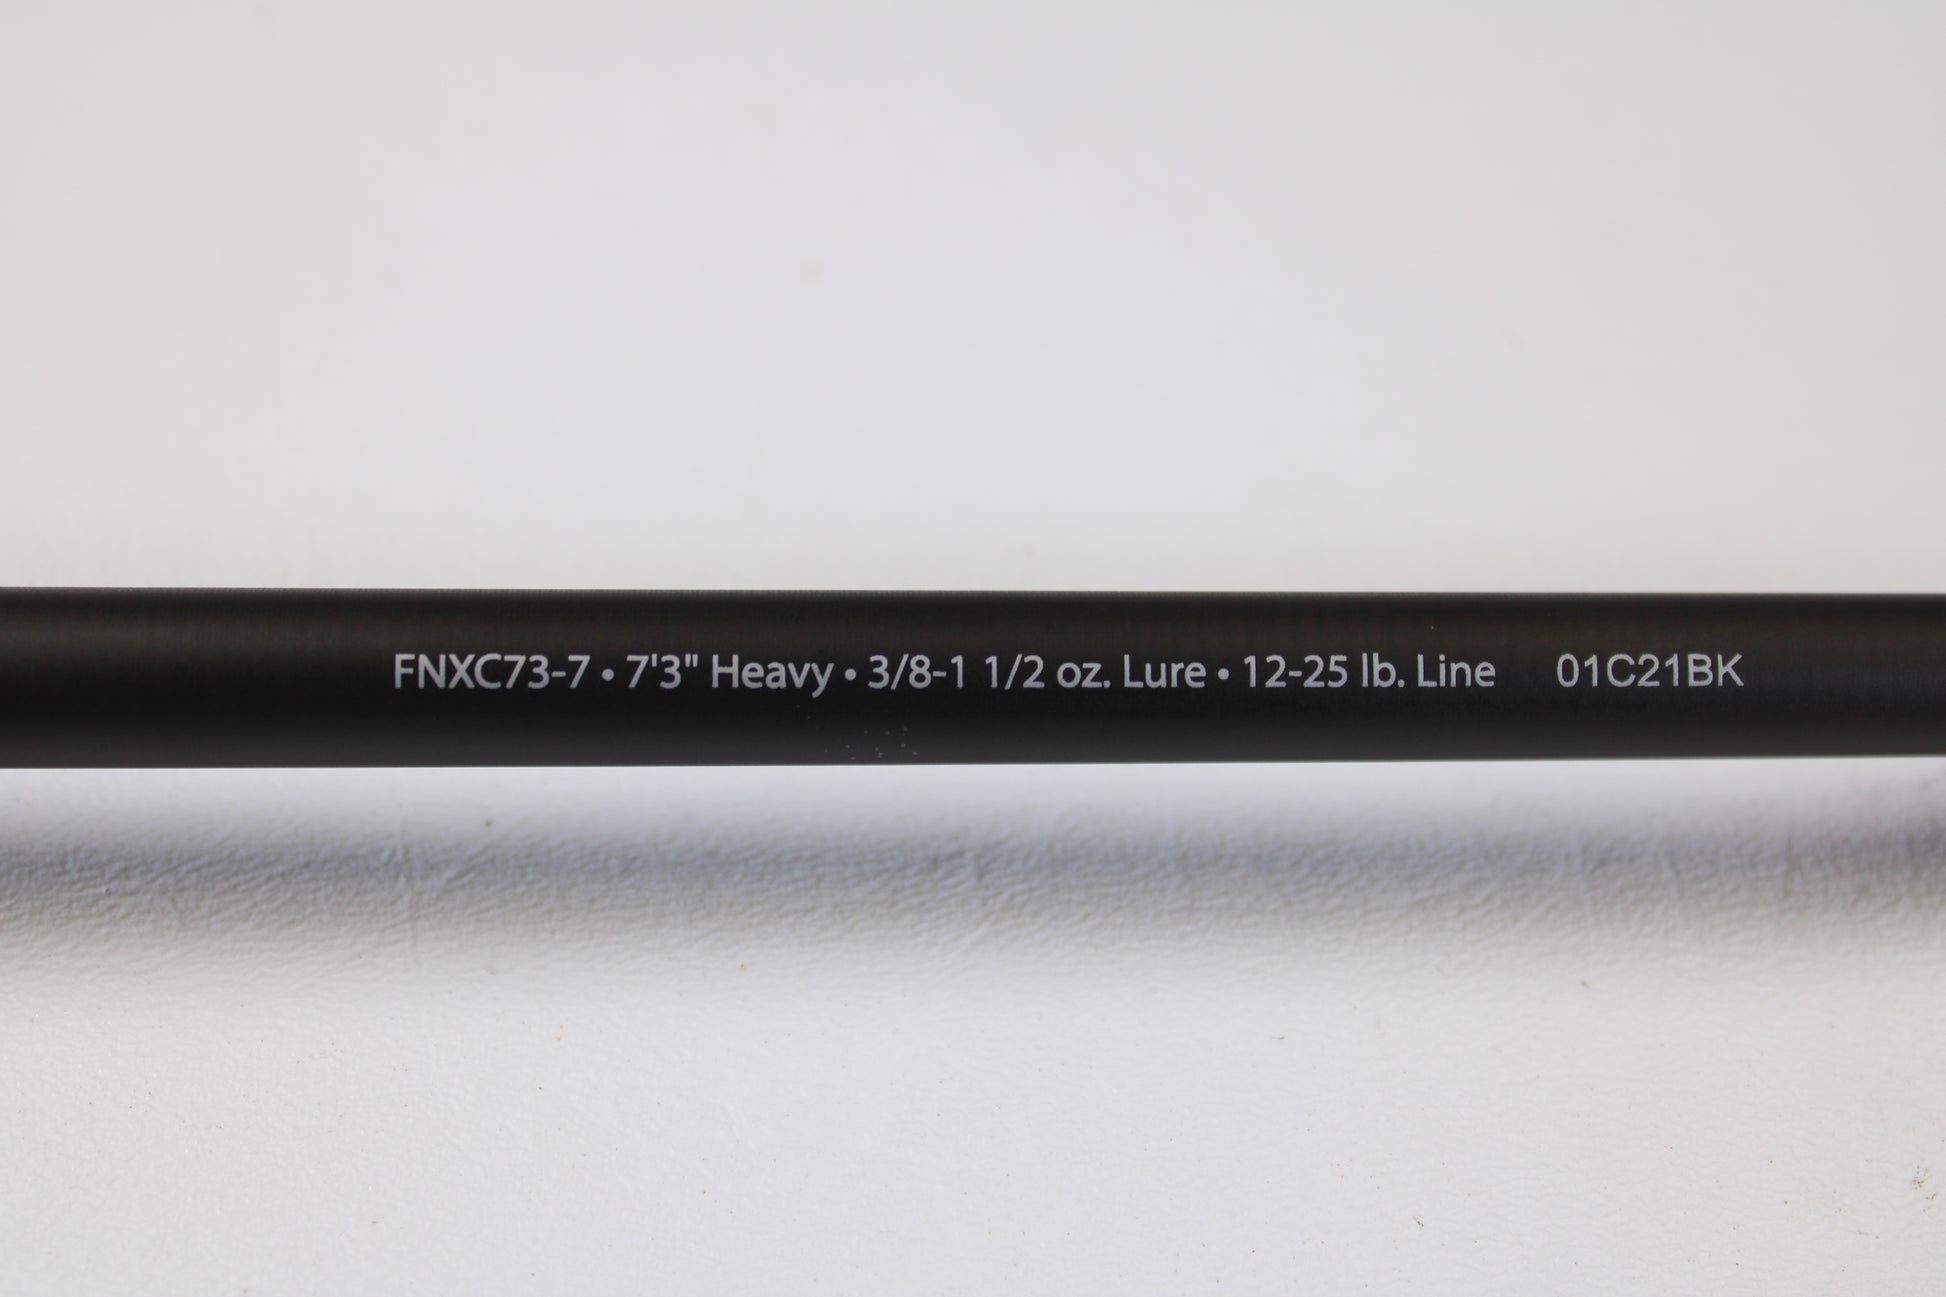 FNXC73-7 • 7'3" Heavy • 3/8-1 1/2 oz. Lure • 12-25 lb. Line 01C21BK